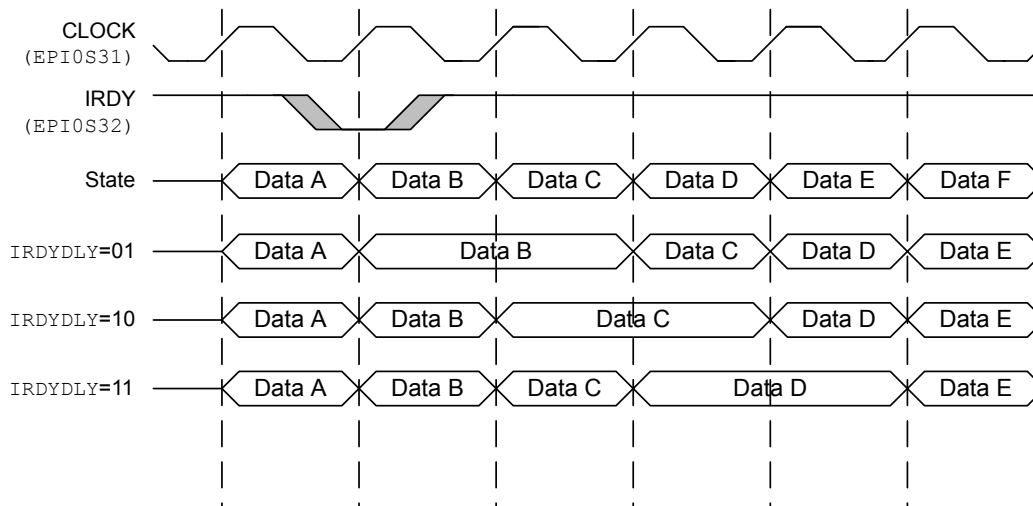 CLOCK
(EPI0S31)
IRDY
(EPI0S32)
State Data A Data B Data C Data D Data E Data F
IRDYDLY=01 Data A Data B Data C Data D Data E
IRDYDLY=10 Data A Data B Data C Data D Data E
IRDYDLY=11 Data A Data B Data C Data D Data E